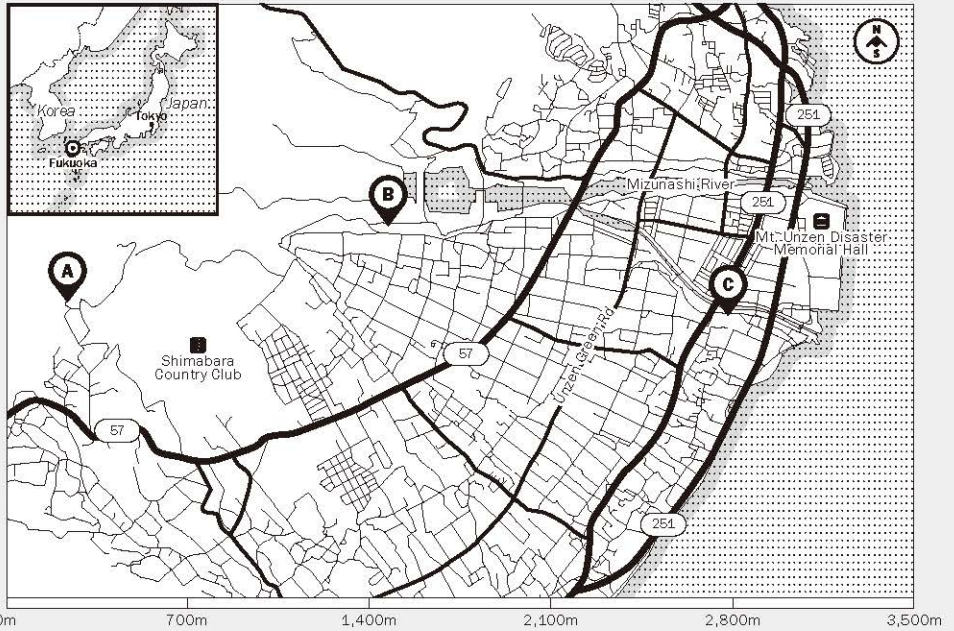 Korea
Japan
Tokyo
Fukuoka
N
S
251
Mizunashi River
B
251
Mt. Unzen Disaster
Memorial Hall
A
C
57
Shimabara
Country Club
Unzen Green Rd
57
251
0m
700m
1,400m
2,100m
2,800m
3,500m